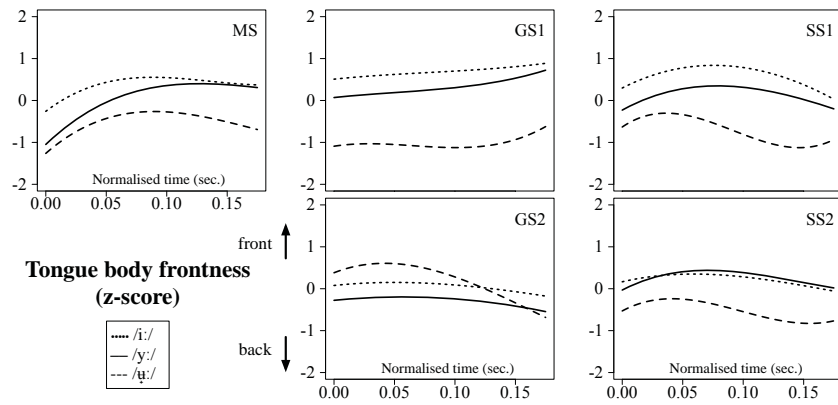 MS
2
1
0
-1
-2
Normalised time (sec.)
0.00 0.05 0.10 0.15
GS1
2
1
0
-1
-2
SS1
2
1
0
-1
-2
front
back
Tongue body frontness
(z-score)
/iː/
/yː/
/ʉ̟ː/
GS2
2
1
0
-1
-2
Normalised time (sec.)
0.00 0.05 0.10 0.15
SS2
2
1
0
-1
-2
Normalised time (sec.)
0.00 0.05 0.10 0.15